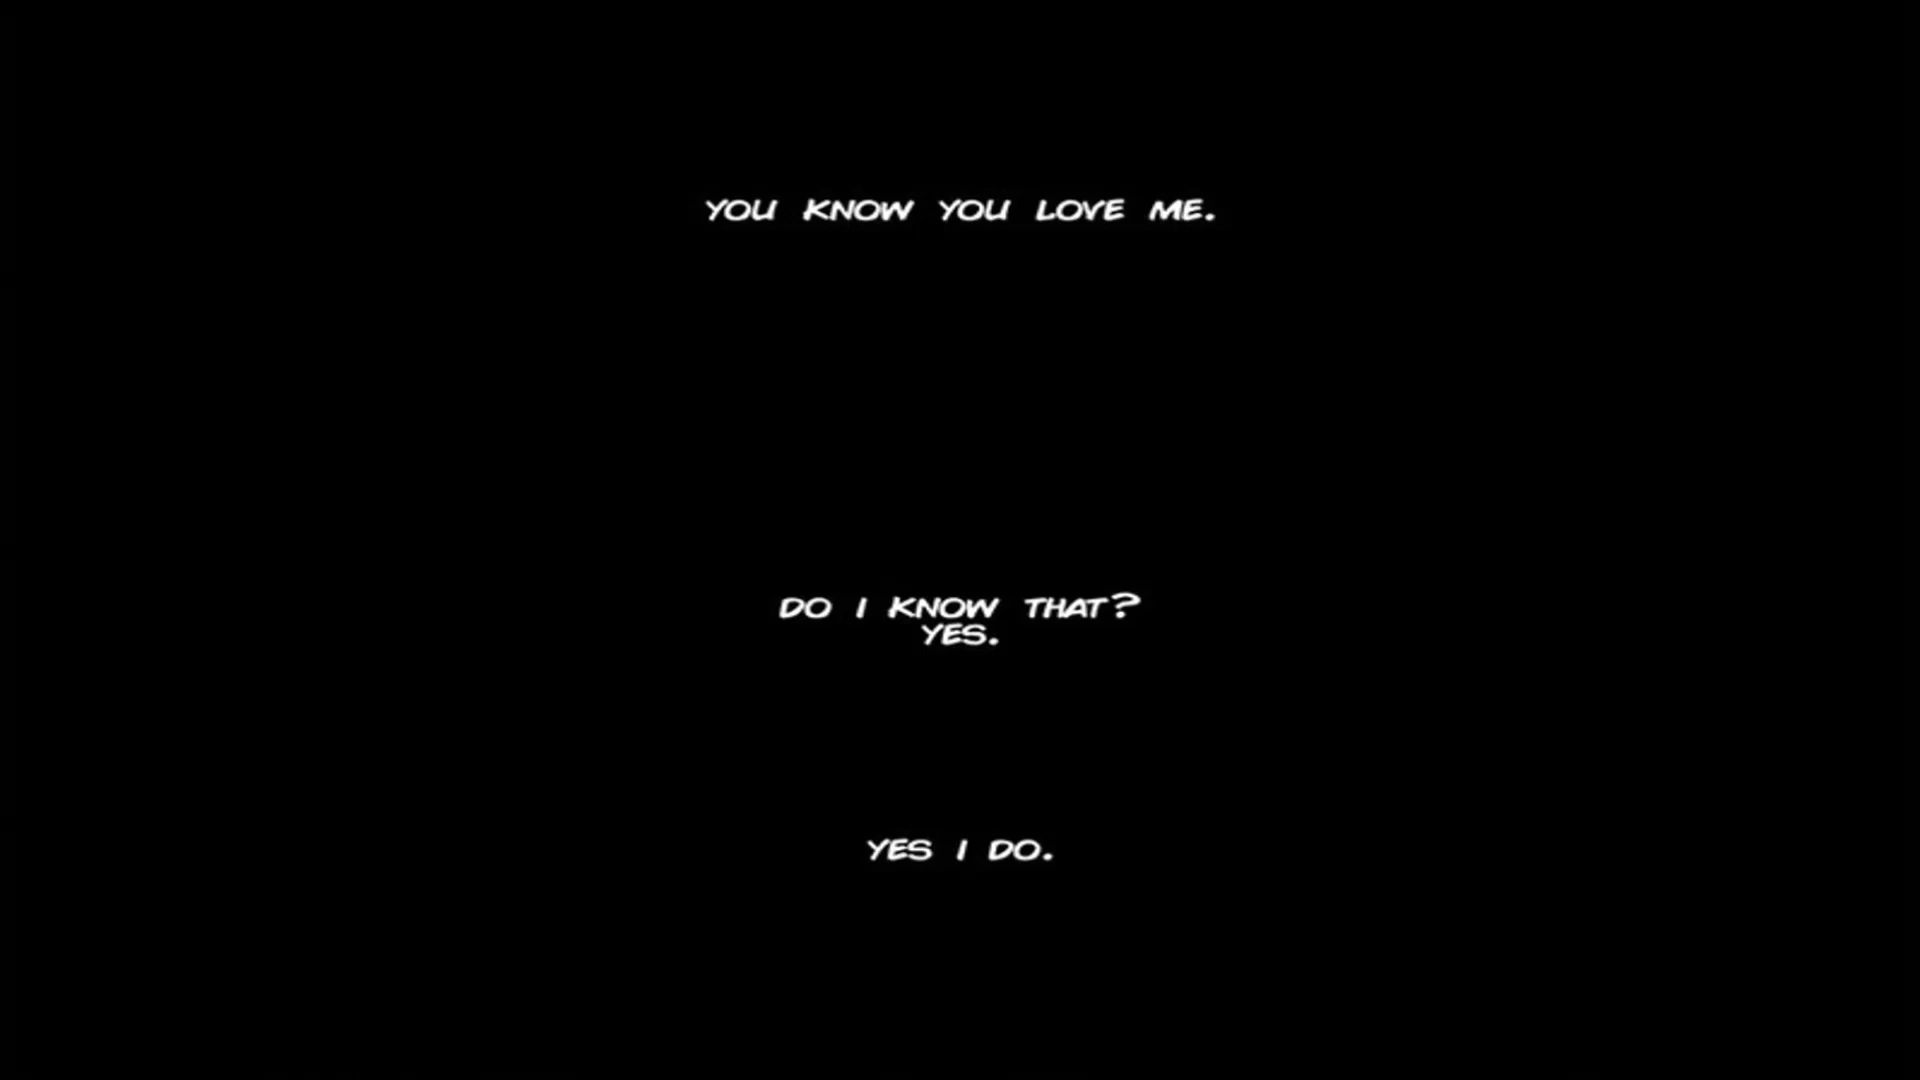 YOU KNOW YOU LOVE ME.
DO I KNOW THAT?
YES.
YES I DO.